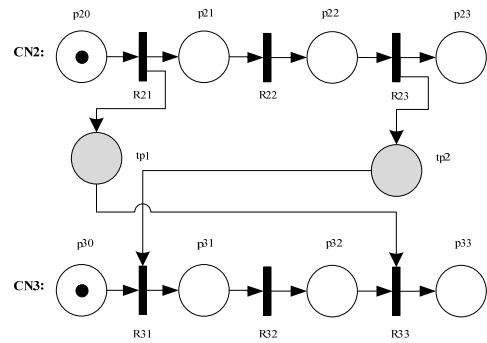 p20 p21 p22 p23
CN2:
R21 R22 R23
tp1 tp2
p30 p31 p32 p33
CN3:
R31 R32 R33